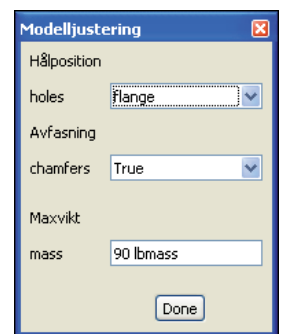 Modelljustering
Hålposition
holes flange
Avfasning
chamfers True
Maxvikt
mass 90 lbmass
Done